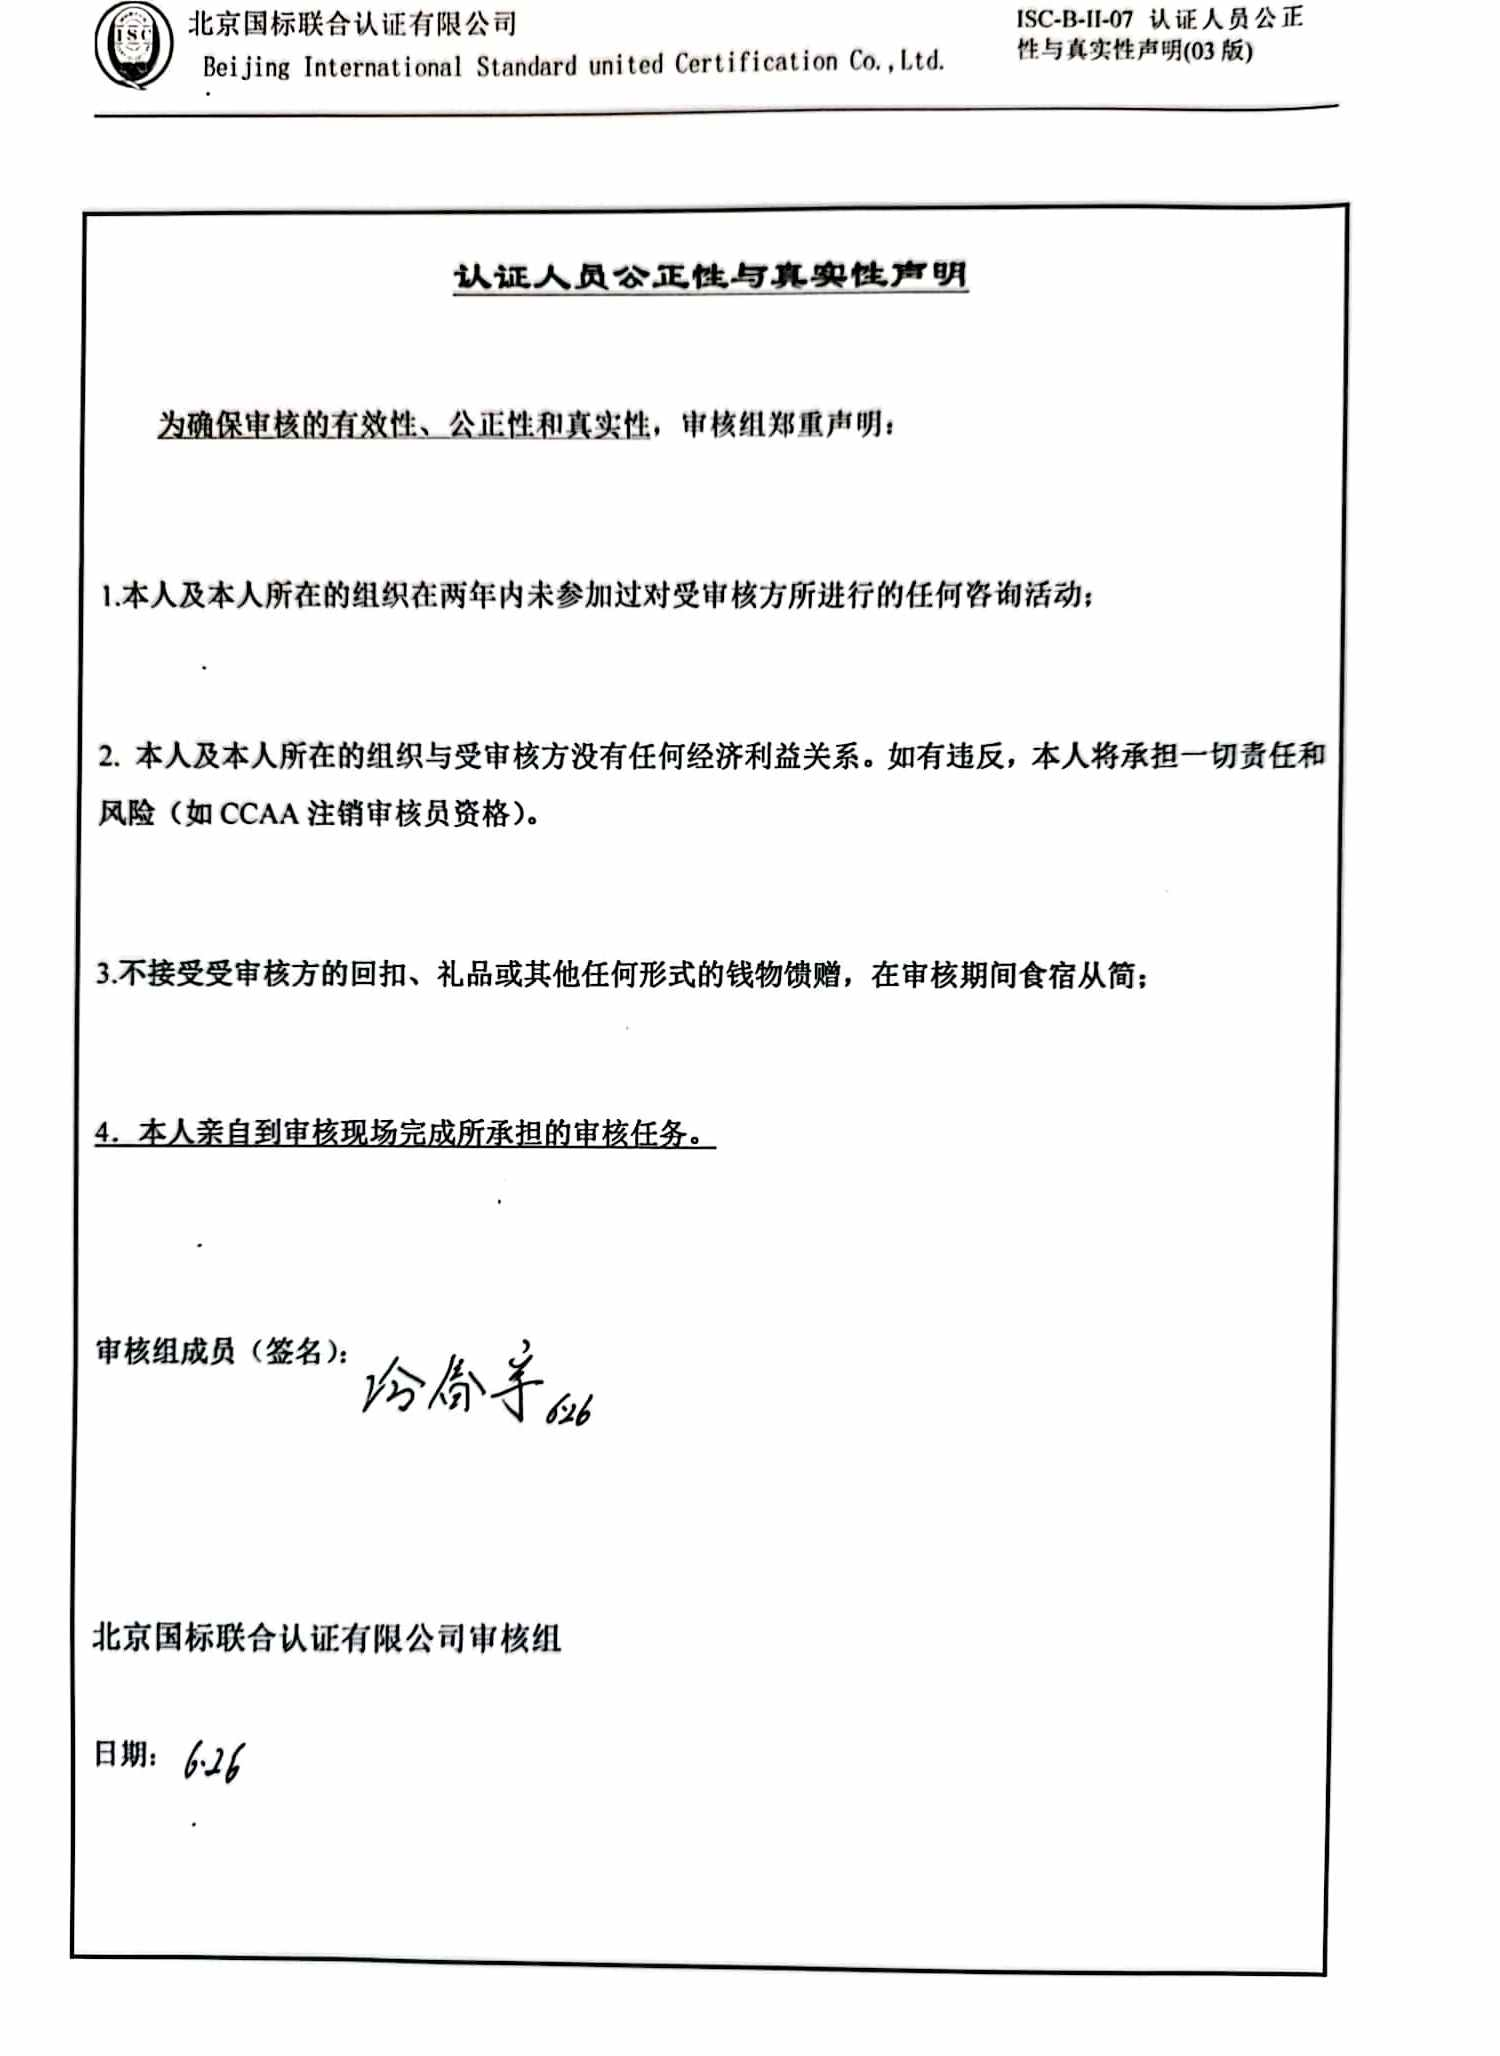 ISC
北京国标联合认证有限公司
Beijing International Standard united Certification Co.,Ltd.
ISC-B-II-07 认证人员公正
性与真实性声明(03 版)
认证人员公正性与真实性声明
为确保审核的有效性、公正性和真实性，审核组郑重声明：
1.本人及本人所在的组织在两年内未参加过对受审核方所进行的任何咨询活动；
2. 本人及本人所在的组织与受审核方没有任何经济利益关系。如有违反，本人将承担一切责任和
风险（如 CCAA 注销审核员资格）。
3.不接受受审核方的回扣、礼品或其他任何形式的钱物馈赠，在审核期间食宿从简；
4. 本人亲自到审核现场完成所承担的审核任务。
审核组成员（签名）：
6.26
北京国标联合认证有限公司审核组
日期： 6.26